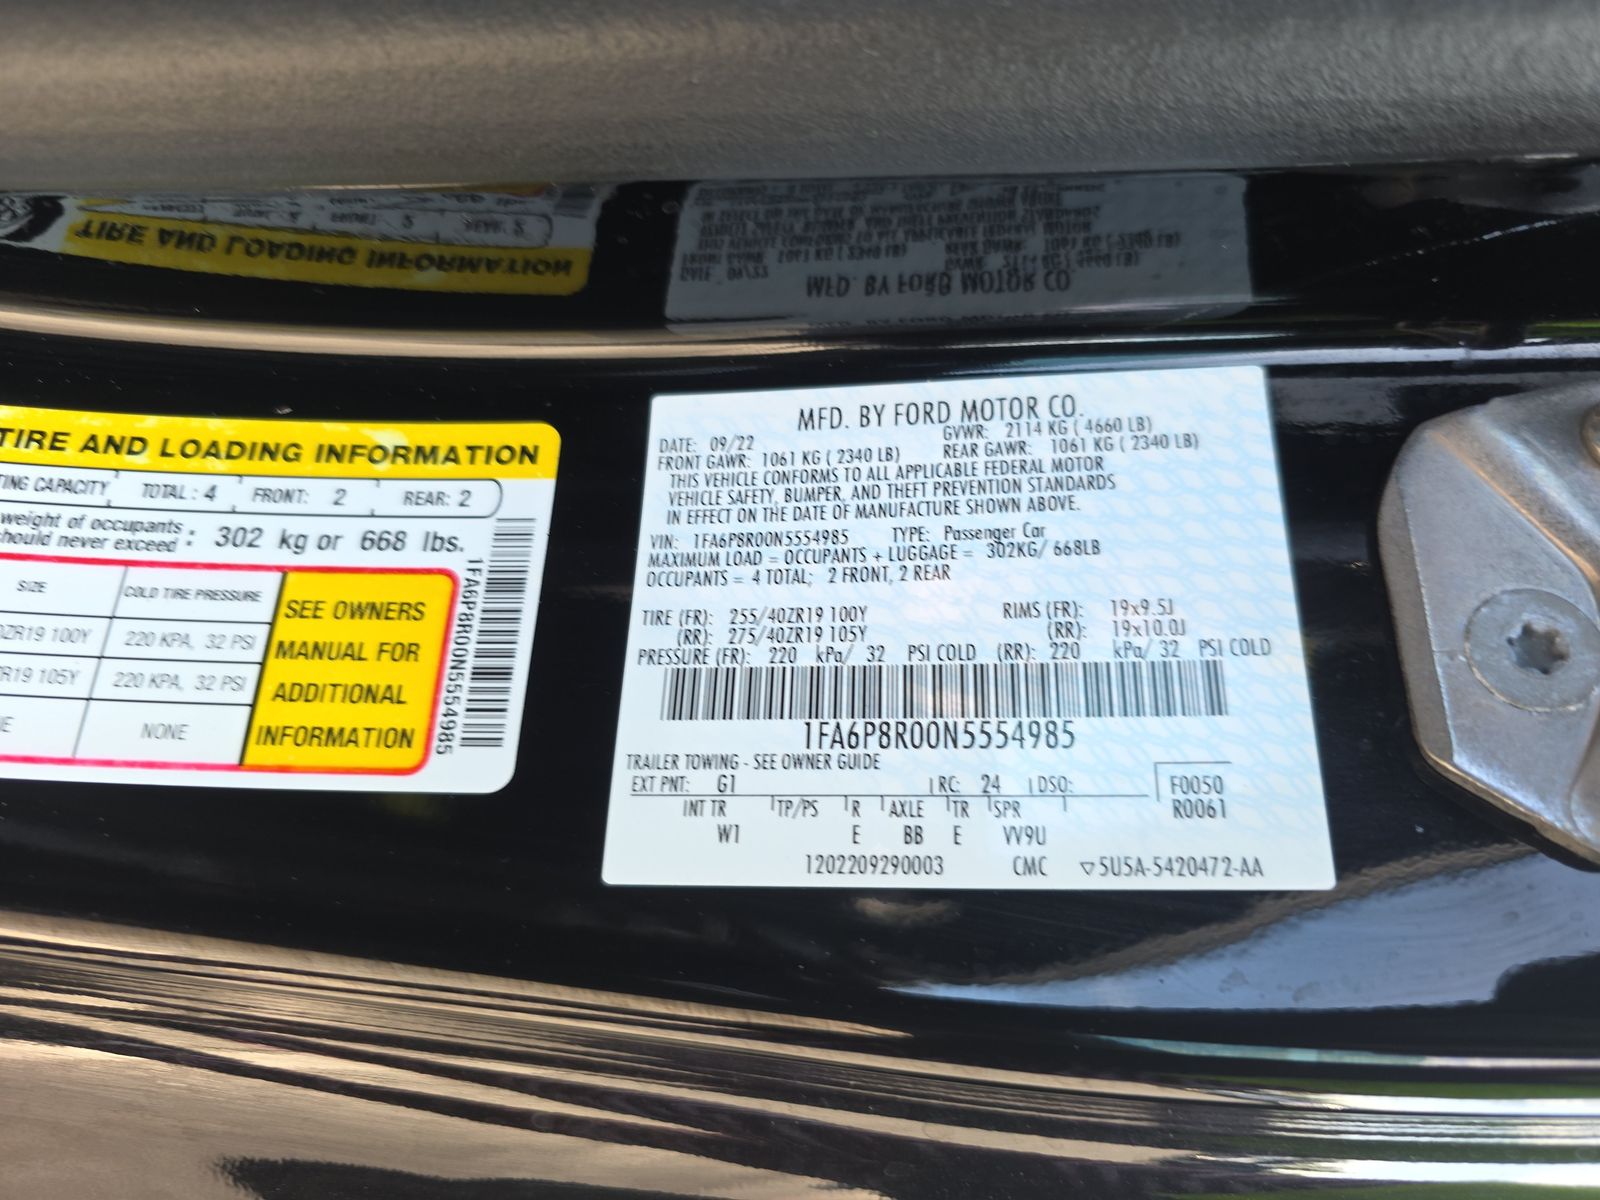 TIRE AND LOADING INFORMATION
TOTAL : 4 FRONT: 2 REAR: 2
CAPACITY
weight of occupants :
should never exceed : 302 kg or 668 lbs.
SIZE COLD TIRE PRESSURE
ZR19 100Y 220 KPA, 32 PSI
R19 105Y 220 KPA, 32 PSI
NONE
SEE OWNERS
MANUAL FOR
ADDITIONAL
INFORMATION
1FA6P8R00N5554985
MFD. BY FORD MOTOR CO.
DATE: 09/22 GVWR: 2114 KG ( 4660 LB)
FRONT GAWR: 1061 KG ( 2340 LB) REAR GAWR: 1061 KG ( 2340 LB)
THIS VEHICLE CONFORMS TO ALL APPLICABLE FEDERAL MOTOR
VEHICLE SAFETY, BUMPER, AND THEFT PREVENTION STANDARDS
IN EFFECT ON THE DATE OF MANUFACTURE SHOWN ABOVE.
VIN: 1FA6P8R00N5554985 TYPE: Passenger Car
MAXIMUM LOAD = OCCUPANTS + LUGGAGE = 302KG/ 668LB
OCCUPANTS = 4 TOTAL; 2 FRONT, 2 REAR
TIRE (FR): 255/40ZR19 100Y RIMS (FR): 19x9.5J
(RR): 275/40ZR19 105Y (RR): 19x10.0J
PRESSURE (FR): 220 kPa/ 32 PSI COLD (RR): 220 kPa/ 32 PSI COLD
1FA6P8R00N5554985
TRAILER TOWING - SEE OWNER GUIDE
EXT PNT: G1 RC: 24 DSO: F0050
INT TR TP/PS R AXLE TR SPR R0061
W1 E BB E VV9U
1202209290003 CMC ▽5U5A-5420472-AA